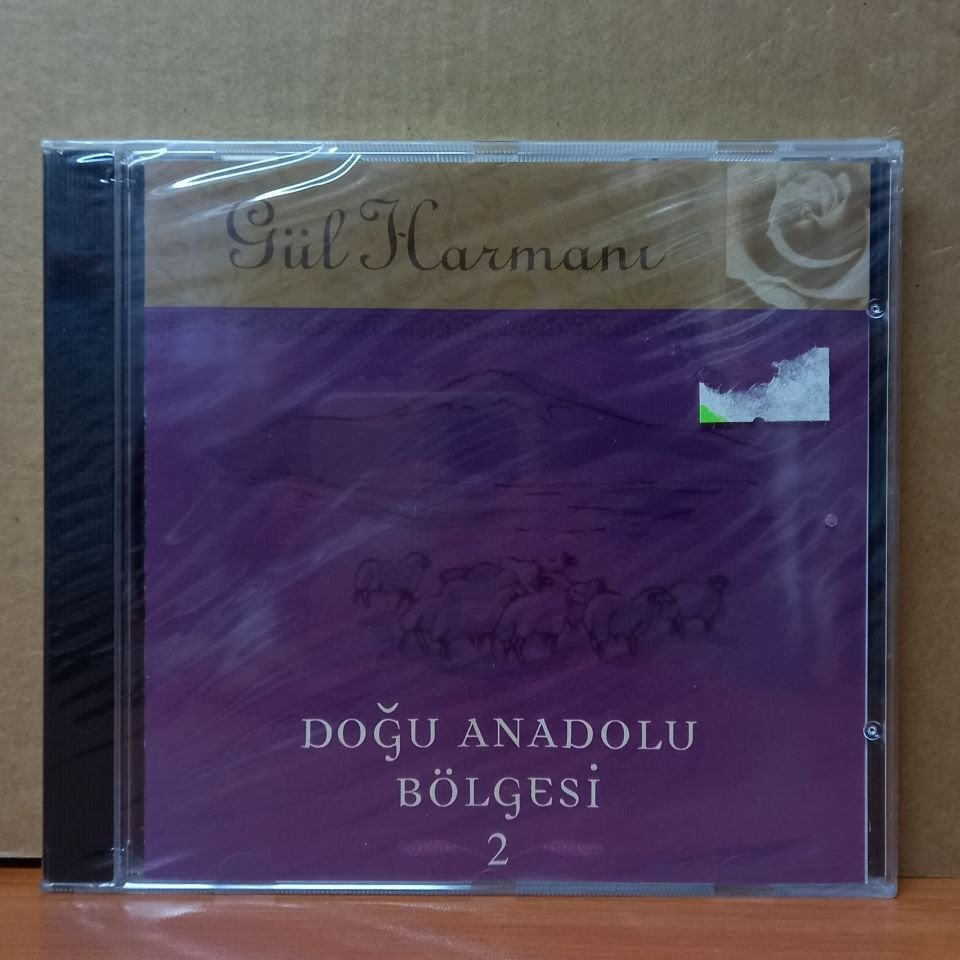 Gül Harmanı
DOĞU ANADOLU
BÖLGESİ
2